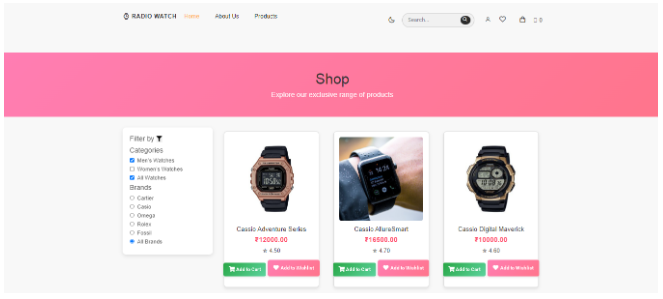 RADIO WATCH Home About Us Products Search... 0
Shop
Explore our exclusive range of products
Filter by
Categories
Men's Watches
Women's Watches
All Watches
Brands
Cartier
Casio
Omega
Rolex
Fossil
All Brands
Cassio Adventure Series
₹12000.00
4.50
Add to Cart Add to Wishlist
Cassio AllureSmart
₹16500.00
4.70
Add to Cart Add to Wishlist
Cassio Digital Maverick
₹10000.00
4.60
Add to Cart Add to Wishlist